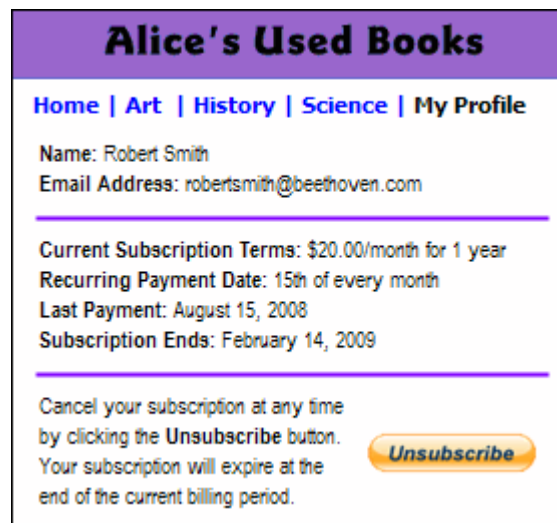 Alice's Used Books
Home | Art | History | Science | My Profile
Name: Robert Smith
Email Address: robertsmith@beethoven.com
Current Subscription Terms: $20.00/month for 1 year
Recurring Payment Date: 15th of every month
Last Payment: August 15, 2008
Subscription Ends: February 14, 2009
Cancel your subscription at any time
by clicking the Unsubscribe button.
Your subscription will expire at the
end of the current billing period.
Unsubscribe